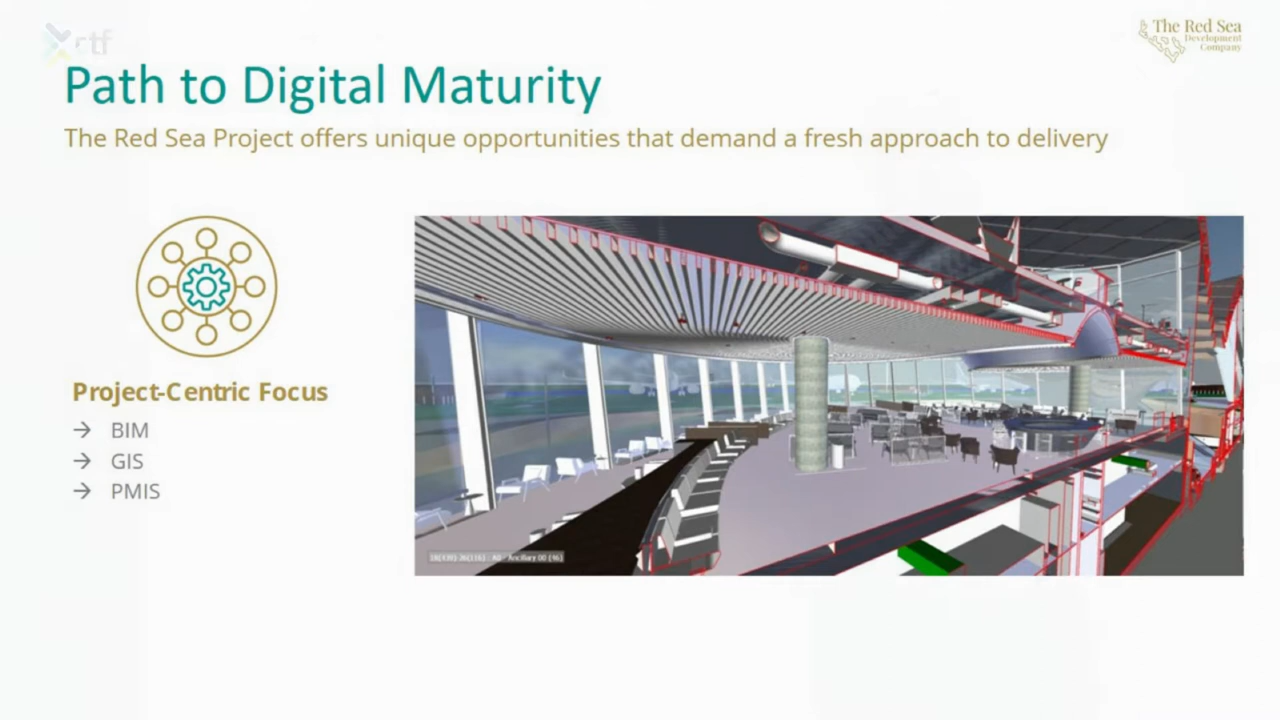 rtf
The Red Sea
Development
Company
Path to Digital Maturity
The Red Sea Project offers unique opportunities that demand a fresh approach to delivery
Project-Centric Focus
→ BIM
→ GIS
→ PMIS